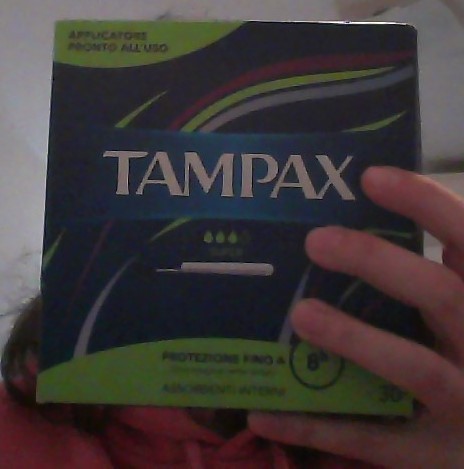 APPLICATORE
PRONTO ALL'USO
TAMPAX
SUPER
PROTEZIONE FINO A
8h
ASSORBENTI INTERNI
30